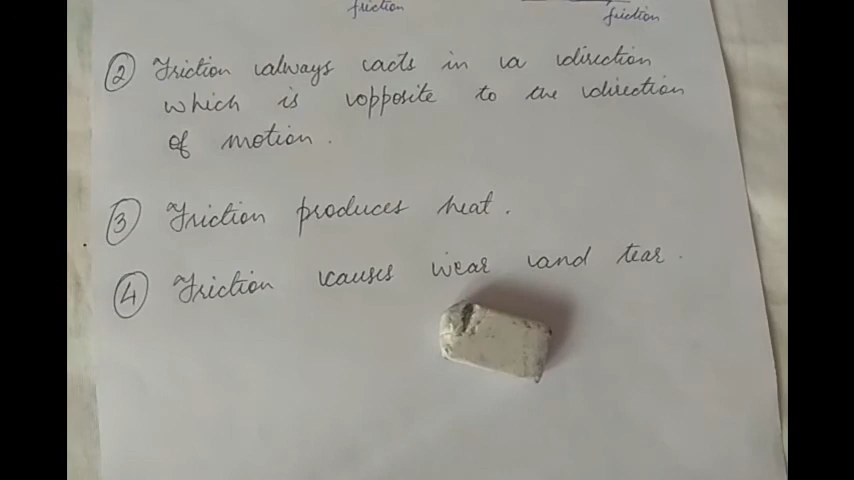 friction
friction
② Friction always acts in a direction
which is opposite to the direction
of motion.
③ Friction produces heat.
④ Friction causes wear and tear.